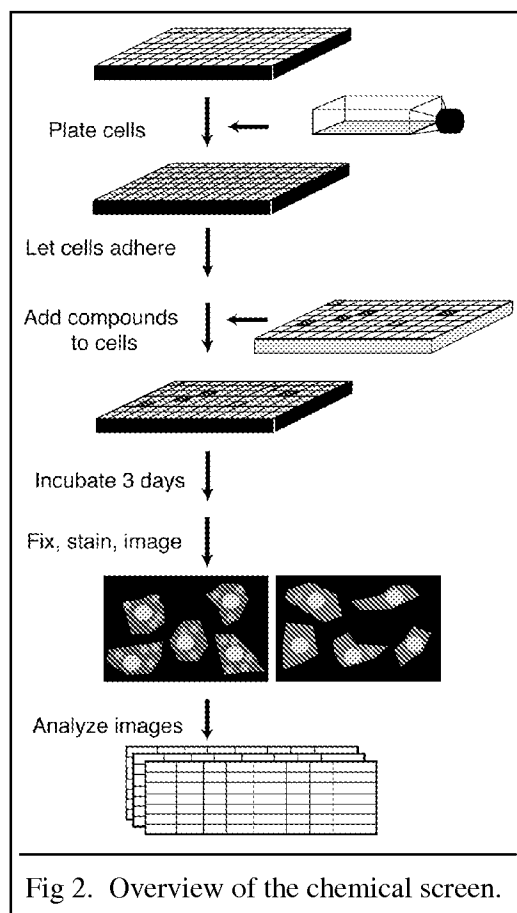 Plate cells
Let cells adhere
Add compounds
to cells
Incubate 3 days
Fix, stain, image
Analyze images
Fig 2. Overview of the chemical screen.